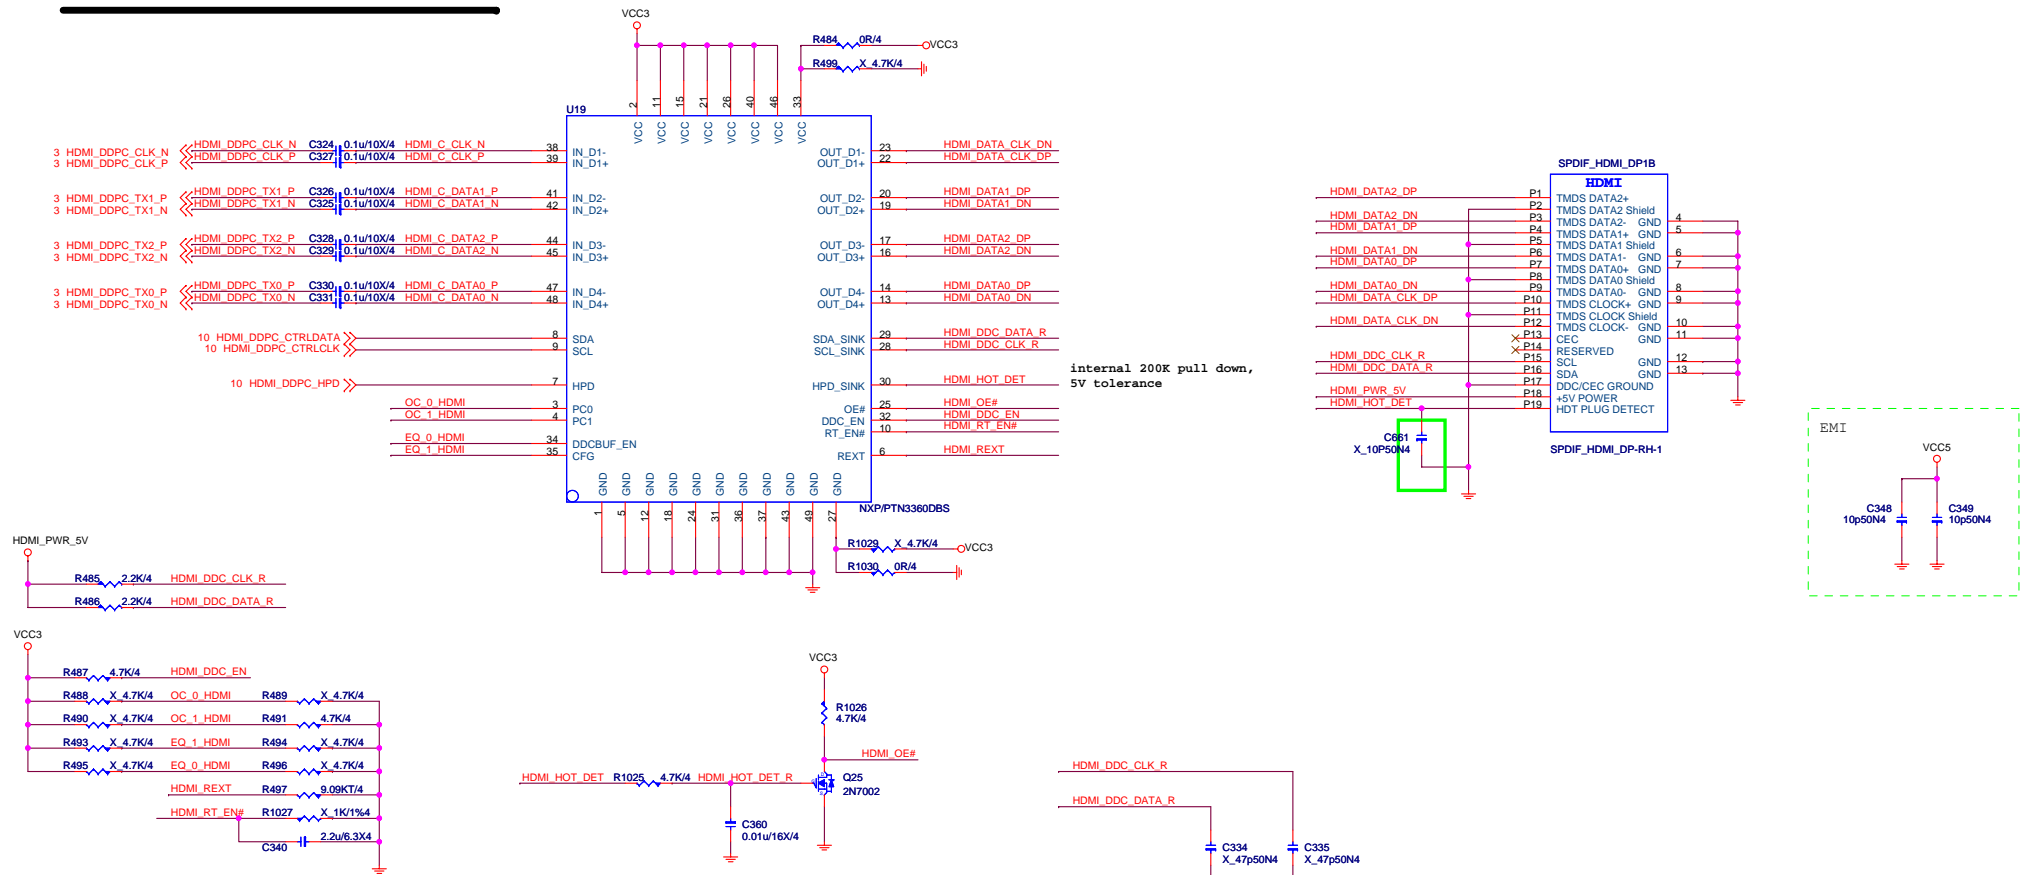 VCC3
R484 0R/4 VCC3
R499 X_4.7K/4
U19
2 11 15 21 26 40 46 33
VCC VCC VCC VCC VCC VCC VCC VCC
3 HDMI_DDPC_CLK_N HDMI_DDPC_CLK_N C324 0.1u/10X/4 HDMI_C_CLK_N 38 IN_D1-
3 HDMI_DDPC_CLK_P HDMI_DDPC_CLK_P C327 0.1u/10X/4 HDMI_C_CLK_P 39 IN_D1+
3 HDMI_DDPC_TX1_P HDMI_DDPC_TX1_P C326 0.1u/10X/4 HDMI_C_DATA1_P 41 IN_D2-
3 HDMI_DDPC_TX1_N HDMI_DDPC_TX1_N C325 0.1u/10X/4 HDMI_C_DATA1_N 42 IN_D2+
3 HDMI_DDPC_TX2_P HDMI_DDPC_TX2_P C328 0.1u/10X/4 HDMI_C_DATA2_P 44 IN_D3-
3 HDMI_DDPC_TX2_N HDMI_DDPC_TX2_N C329 0.1u/10X/4 HDMI_C_DATA2_N 45 IN_D3+
3 HDMI_DDPC_TX0_P HDMI_DDPC_TX0_P C330 0.1u/10X/4 HDMI_C_DATA0_P 47 IN_D4-
3 HDMI_DDPC_TX0_N HDMI_DDPC_TX0_N C331 0.1u/10X/4 HDMI_C_DATA0_N 48 IN_D4+
10 HDMI_DDPC_CTRLDATA 8 SDA
10 HDMI_DDPC_CTRLCLK 9 SCL
10 HDMI_DDPC_HPD 7 HPD
OC_0_HDMI 3 PC0
OC_1_HDMI 4 PC1
EQ_0_HDMI 34 DDCBUF_EN
EQ_1_HDMI 35 CFG
OUT_D1- 23 HDMI_DATA_CLK_DN
OUT_D1+ 22 HDMI_DATA_CLK_DP
OUT_D2- 20 HDMI_DATA1_DP
OUT_D2+ 19 HDMI_DATA1_DN
OUT_D3- 17 HDMI_DATA2_DP
OUT_D3+ 16 HDMI_DATA2_DN
OUT_D4- 14 HDMI_DATA0_DP
OUT_D4+ 13 HDMI_DATA0_DN
SDA_SINK 29 HDMI_DDC_DATA_R
SCL_SINK 28 HDMI_DDC_CLK_R
HPD_SINK 30 HDMI_HOT_DET
OE# 25 HDMI_OE#
DDC_EN 32 HDMI_DDC_EN
RT_EN# 10 HDMI_RT_EN#
REXT 6 HDMI_REXT
internal 200K pull down,
5V tolerance
GND GND GND GND GND GND GND GND GND GND GND
1 5 12 18 24 31 36 37 43 49 27
NXP/PTN3360DBS
R1029 X_4.7K/4 VCC3
R1030 0R/4
SPDIF_HDMI_DP1B
HDMI
HDMI_DATA2_DP P1 TMDS DATA2+
P2 TMDS DATA2 Shield
HDMI_DATA2_DN P3 TMDS DATA2- GND 4
HDMI_DATA1_DP P4 TMDS DATA1+ GND 5
P5 TMDS DATA1 Shield
HDMI_DATA1_DN P6 TMDS DATA1- GND 6
HDMI_DATA0_DP P7 TMDS DATA0+ GND 7
P8 TMDS DATA0 Shield
HDMI_DATA0_DN P9 TMDS DATA0- GND 8
HDMI_DATA_CLK_DP P10 TMDS CLOCK+ GND 9
P11 TMDS CLOCK Shield
HDMI_DATA_CLK_DN P12 TMDS CLOCK- GND 10
P13 CEC GND 11
P14 RESERVED
HDMI_DDC_CLK_R P15 SCL GND 12
HDMI_DDC_DATA_R P16 SDA GND 13
P17 DDC/CEC GROUND
HDMI_PWR_5V P18 +5V POWER
HDMI_HOT_DET P19 HDT PLUG DETECT
SPDIF_HDMI_DP-RH-1
C661
X_10P50N4
EMI
VCC5
C348
10p50N4
C349
10p50N4
HDMI_PWR_5V
R485 2.2K/4 HDMI_DDC_CLK_R
R486 2.2K/4 HDMI_DDC_DATA_R
VCC3
R487 4.7K/4 HDMI_DDC_EN
R488 X_4.7K/4 OC_0_HDMI R489 X_4.7K/4
R490 X_4.7K/4 OC_1_HDMI R491 4.7K/4
R493 X_4.7K/4 EQ_1_HDMI R494 X_4.7K/4
R495 X_4.7K/4 EQ_0_HDMI R496 X_4.7K/4
HDMI_REXT R497 9.09KT/4
HDMI_RT_EN# R1027 X_1K/1%4
C340 2.2u/6.3X4
VCC3
R1026
4.7K/4
HDMI_OE#
HDMI_HOT_DET R1025 4.7K/4 HDMI_HOT_DET_R
Q25
2N7002
C360
0.01u/16X/4
HDMI_DDC_CLK_R
HDMI_DDC_DATA_R
C334
X_47p50N4
C335
X_47p50N4